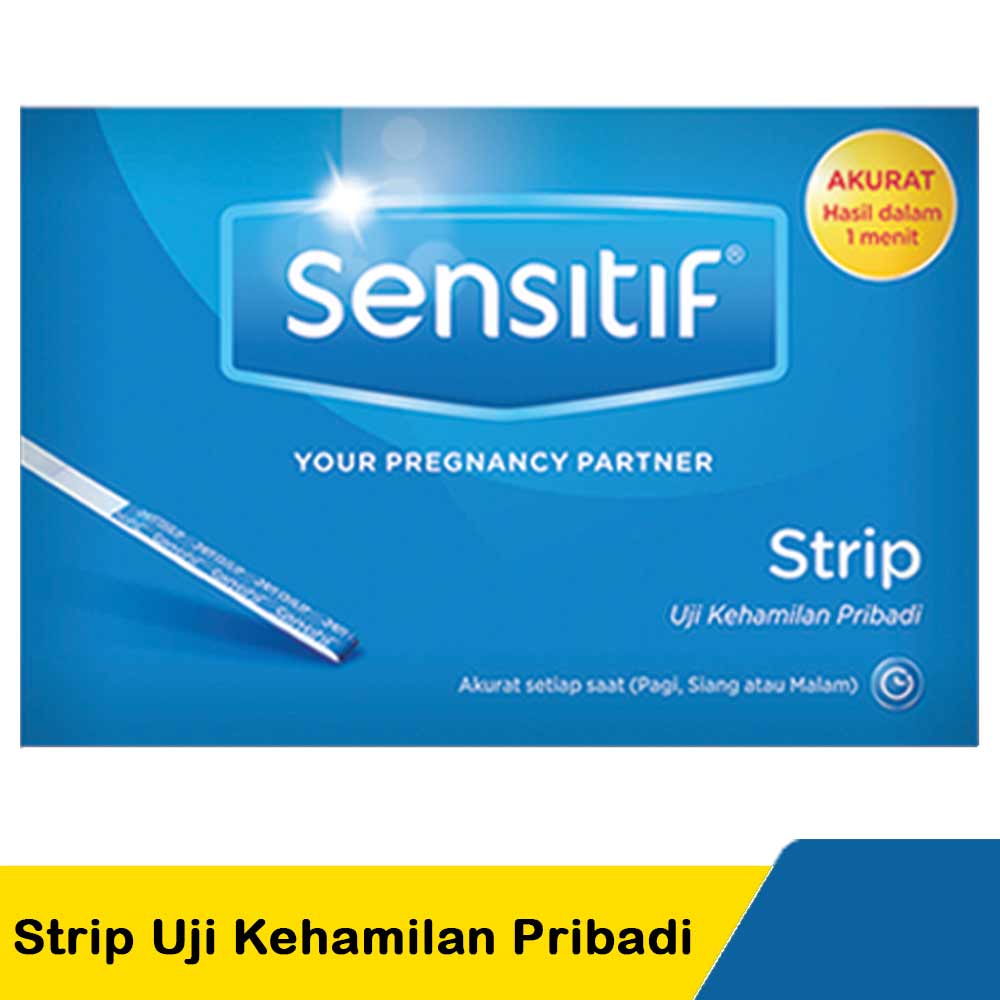 AKURAT
Hasil dalam
1 menit
Sensitif®
YOUR PREGNANCY PARTNER
Strip
Uji Kehamilan Pribadi
Akurat setiap saat (Pagi, Siang atau Malam)
Strip Uji Kehamilan Pribadi